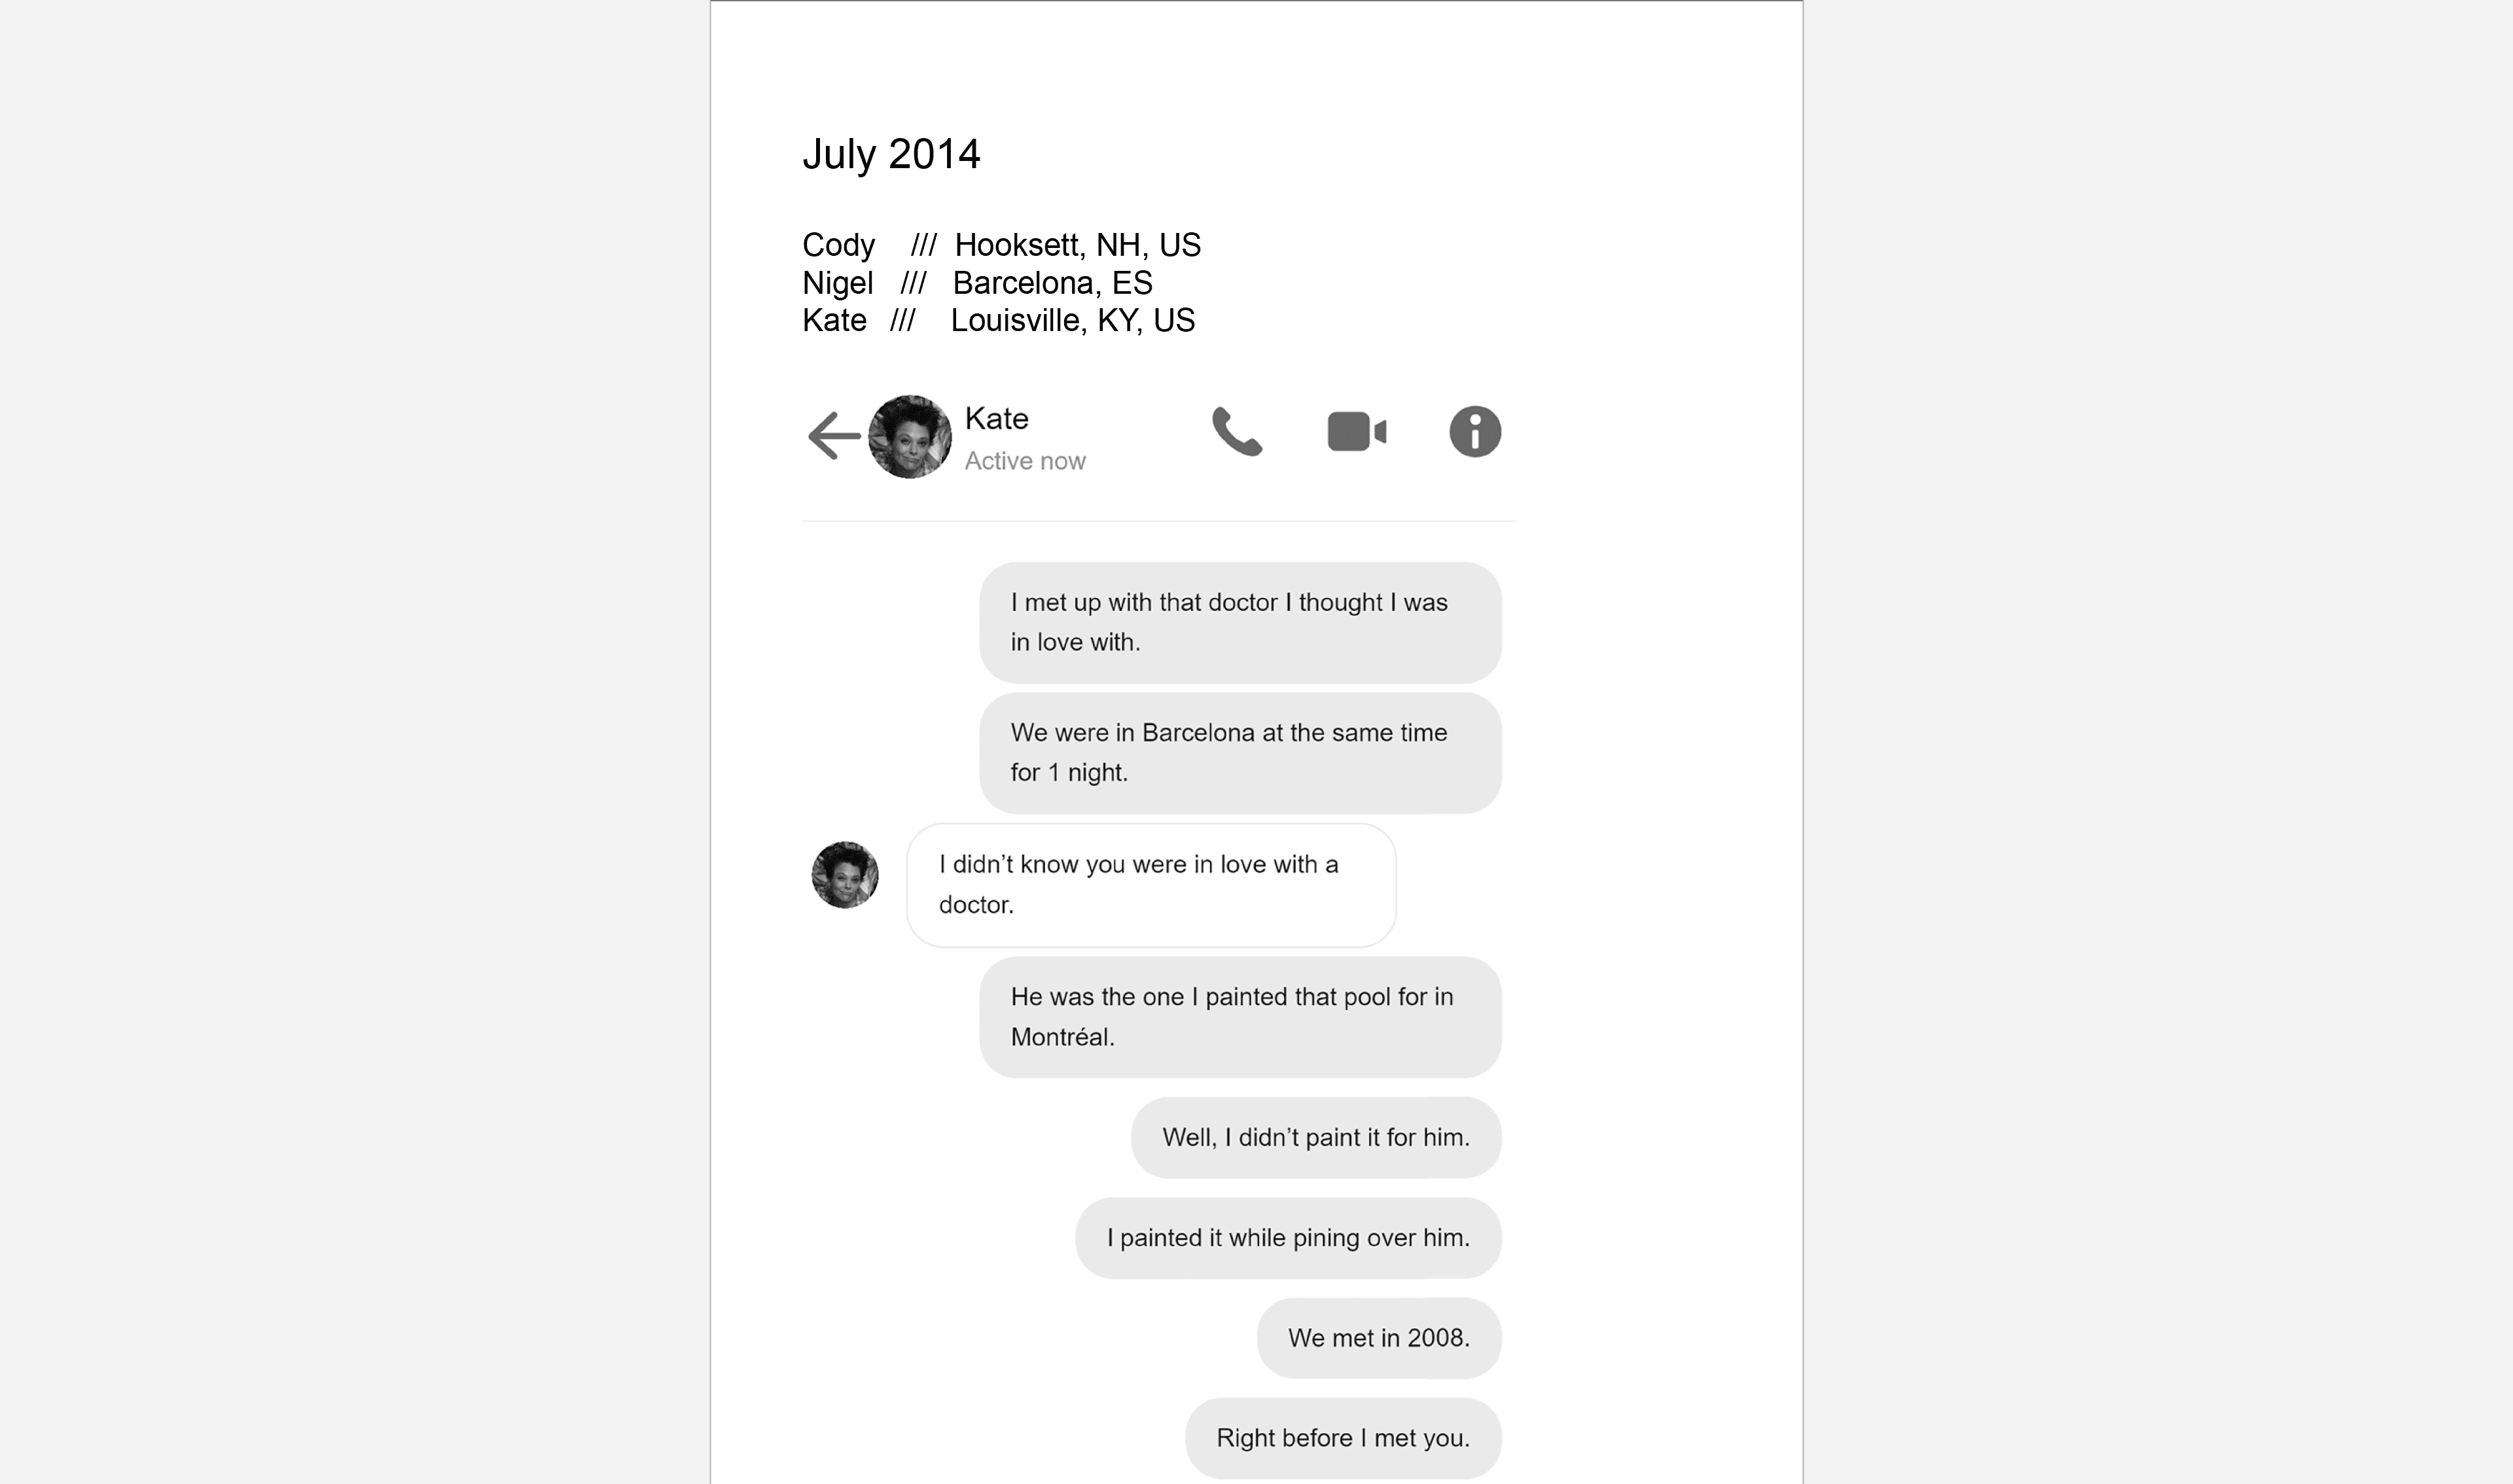 July 2014
Cody /// Hooksett, NH, US
Nigel /// Barcelona, ES
Kate /// Louisville, KY, US
Kate
Active now
I met up with that doctor I thought I was
in love with.
We were in Barcelona at the same time
for 1 night.
I didn’t know you were in love with a
doctor.
He was the one I painted that pool for in
Montréal.
Well, I didn’t paint it for him.
I painted it while pining over him.
We met in 2008.
Right before I met you.